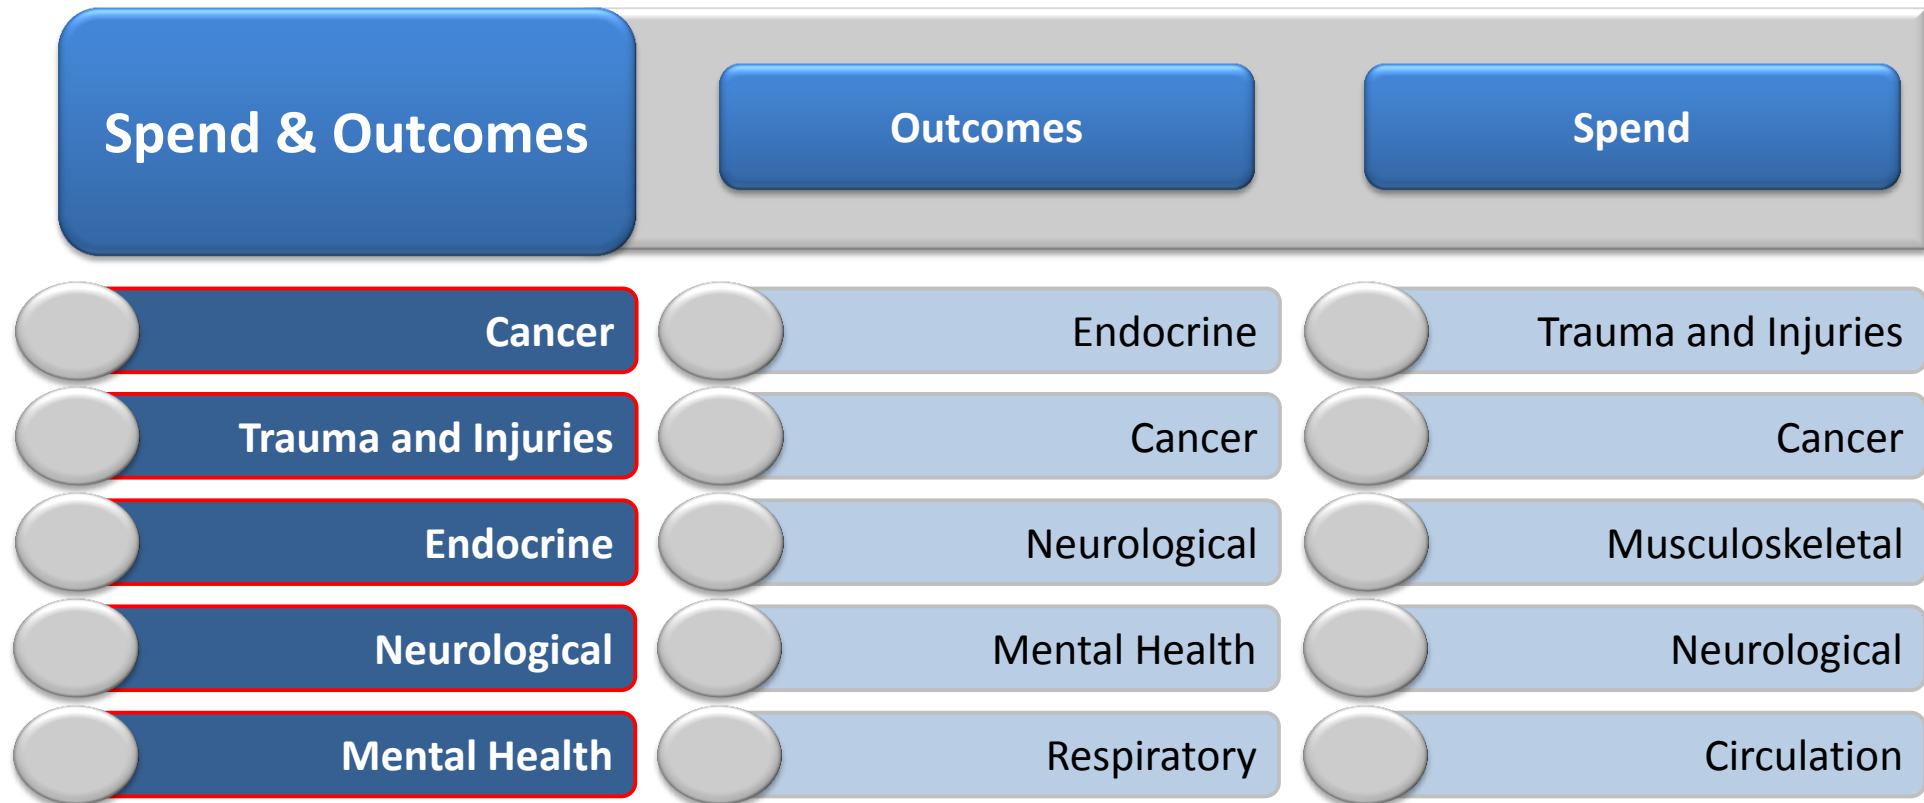 Spend & Outcomes
Outcomes
Spend
Cancer
Endocrine
Trauma and Injuries
Trauma and Injuries
Cancer
Cancer
Endocrine
Neurological
Musculoskeletal
Neurological
Mental Health
Neurological
Mental Health
Respiratory
Circulation